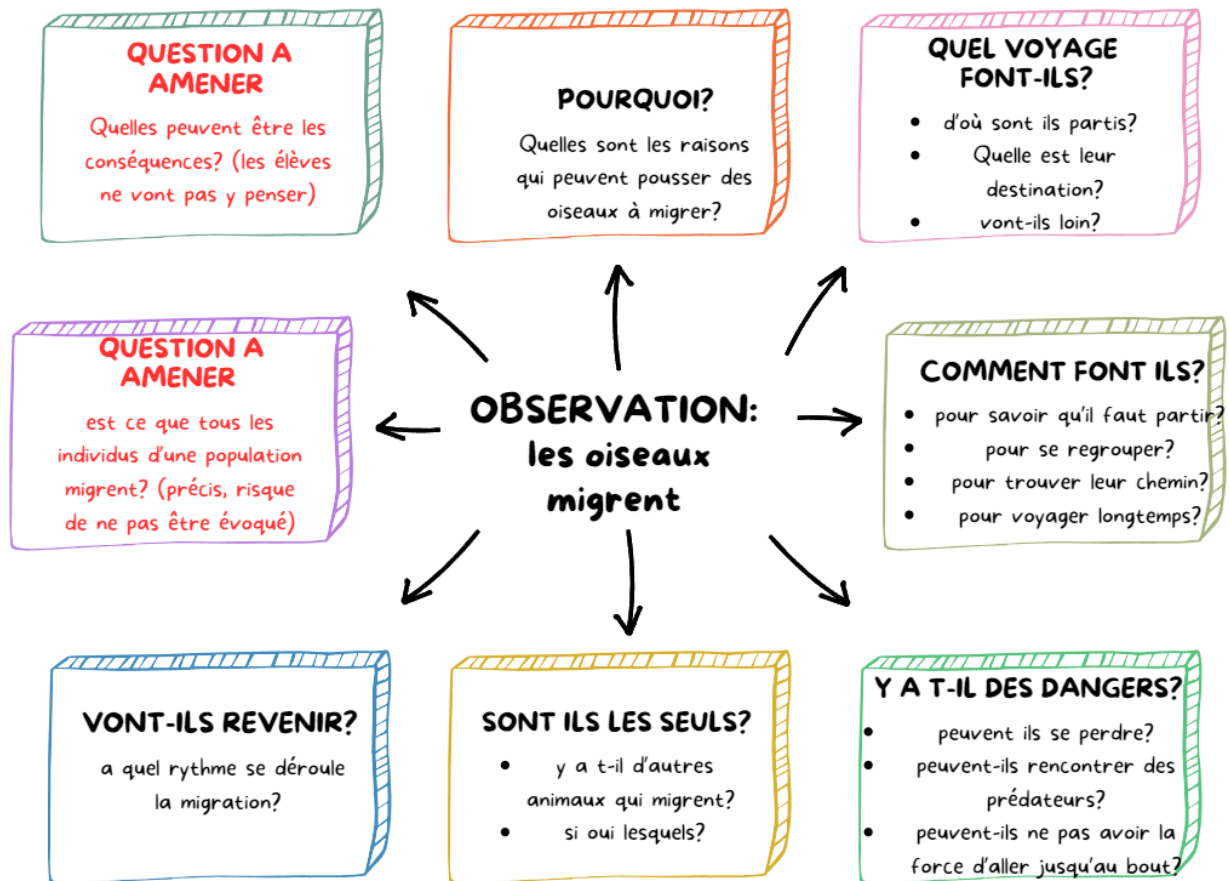 QUESTION A
AMENER
Quelles peuvent être les
conséquences? (les élèves
ne vont pas y penser)
POURQUOI?
Quelles sont les raisons
qui peuvent pousser des
oiseaux à migrer?
QUEL VOYAGE
FONT-ILS?
• d'où sont ils partis?
• Quelle est leur
destination?
• vont-ils loin?
QUESTION A
AMENER
est ce que tous les
individus d'une population
migrent? (précis, risque
de ne pas être évoqué)
OBSERVATION:
les oiseaux
migrent
COMMENT FONT ILS?
• pour savoir qu'il faut partir?
• pour se regrouper?
• pour trouver leur chemin?
• pour voyager longtemps?
VONT-ILS REVENIR?
a quel rythme se déroule
la migration?
SONT ILS LES SEULS?
• y a t-il d'autres
animaux qui migrent?
• si oui lesquels?
Y A T-IL DES DANGERS?
• peuvent ils se perdre?
• peuvent-ils rencontrer des
prédateurs?
• peuvent-ils ne pas avoir la
force d'aller jusqu'au bout?